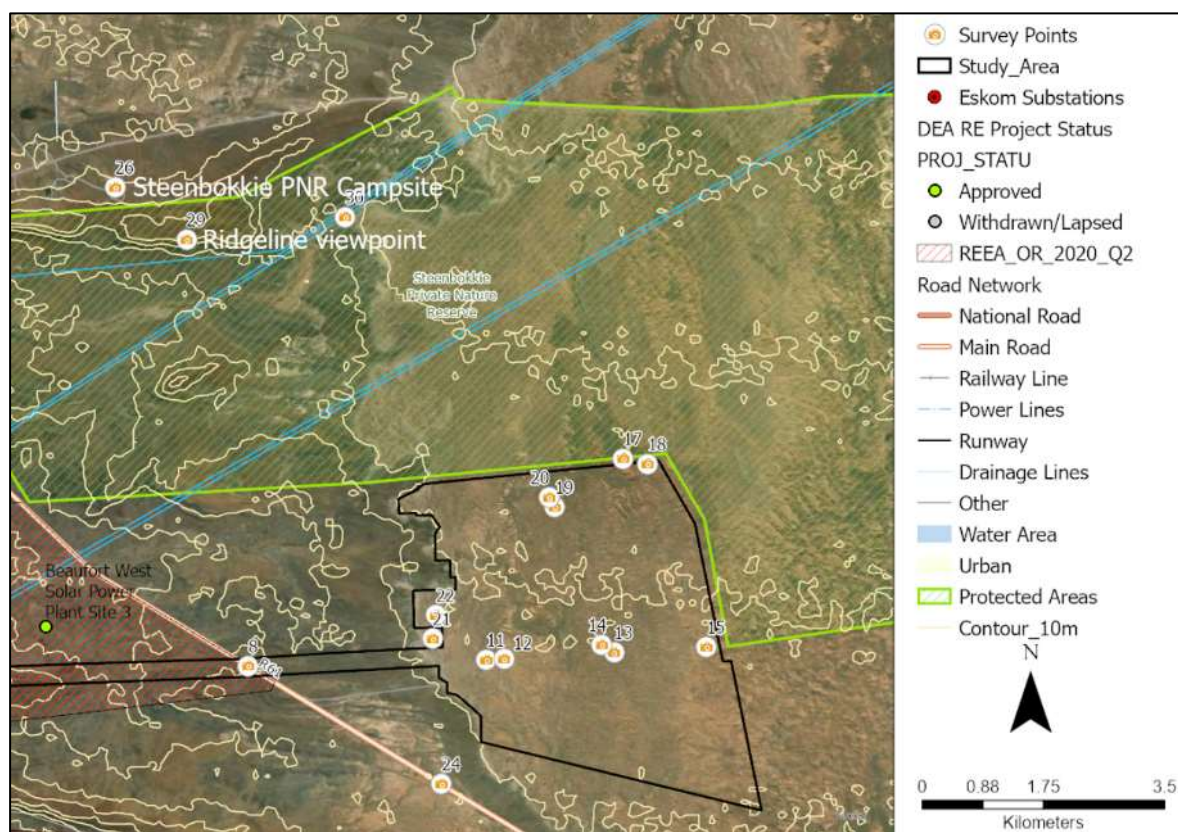 26
Steenbokkie PNR Campsite
30
29
Ridgeline viewpoint
Steenbokkie
Private Nature
Reserve
17
18
20
19
Beaufort West
Solar Power
Plant Site 3
22
21
14
13
15
11
12
8
R61
24
Survey Points
Study_Area
Eskom Substations
DEA RE Project Status
PROJ_STATU
Approved
Withdrawn/Lapsed
REEA_OR_2020_Q2
Road Network
National Road
Main Road
Railway Line
Power Lines
Runway
Drainage Lines
Other
Water Area
Urban
Protected Areas
Contour_10m
N
0 0.88 1.75 3.5
Kilometers